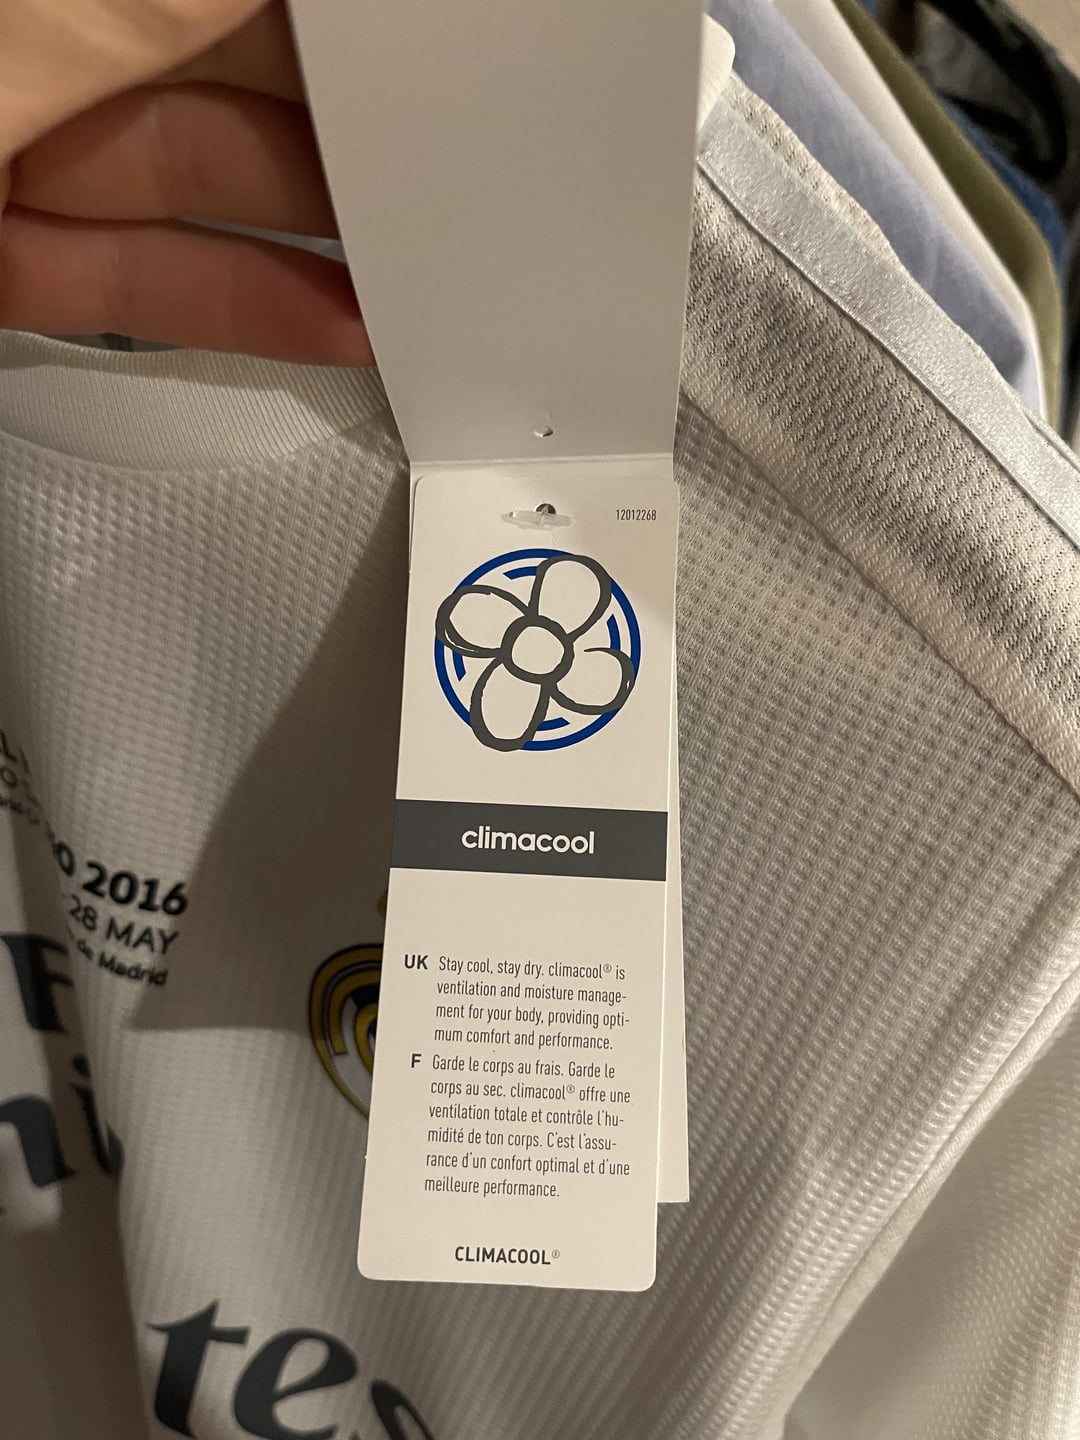 12012268
climacool
UK Stay cool, stay dry. climacool® is
ventilation and moisture manage-
ment for your body, providing opti-
mum comfort and performance.
F Garde le corps au frais. Garde le
corps au sec. climacool® offre une
ventilation totale et contrôle l'hu-
midité de ton corps. C'est l'assu-
rance d'un confort optimal et d'une
meilleure performance.
CLIMACOOL®
2016
28 MAY
de Madrid